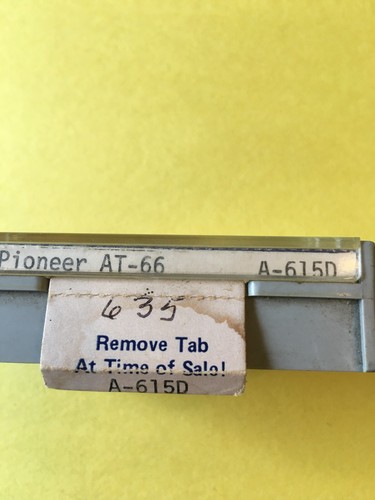 Pioneer AT-66 A-615D
635
Remove Tab
At Time of Sale!
A-615D